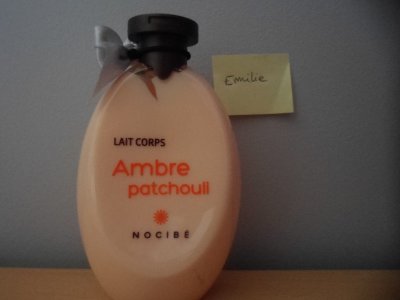 Emilie
LAIT CORPS
Ambre
patchouli
NOCIBÉ